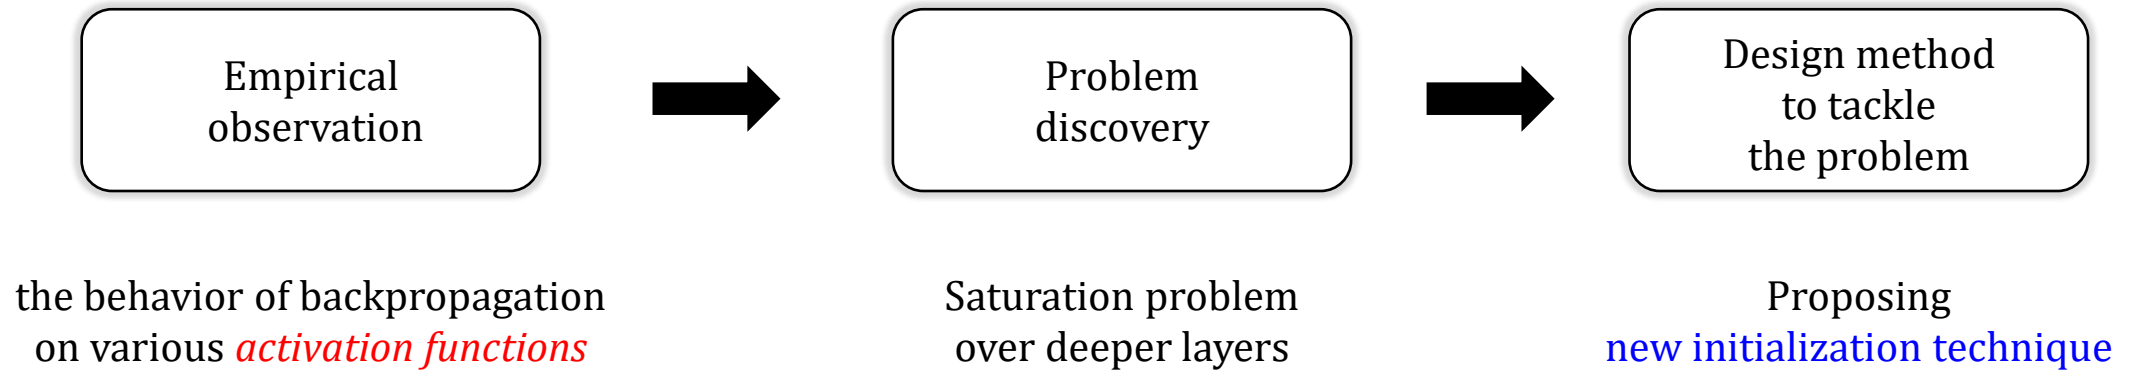 Empirical
observation
Problem
discovery
Design method
to tackle
the problem
the behavior of backpropagation
on various activation functions
Saturation problem
over deeper layers
Proposing
new initialization technique